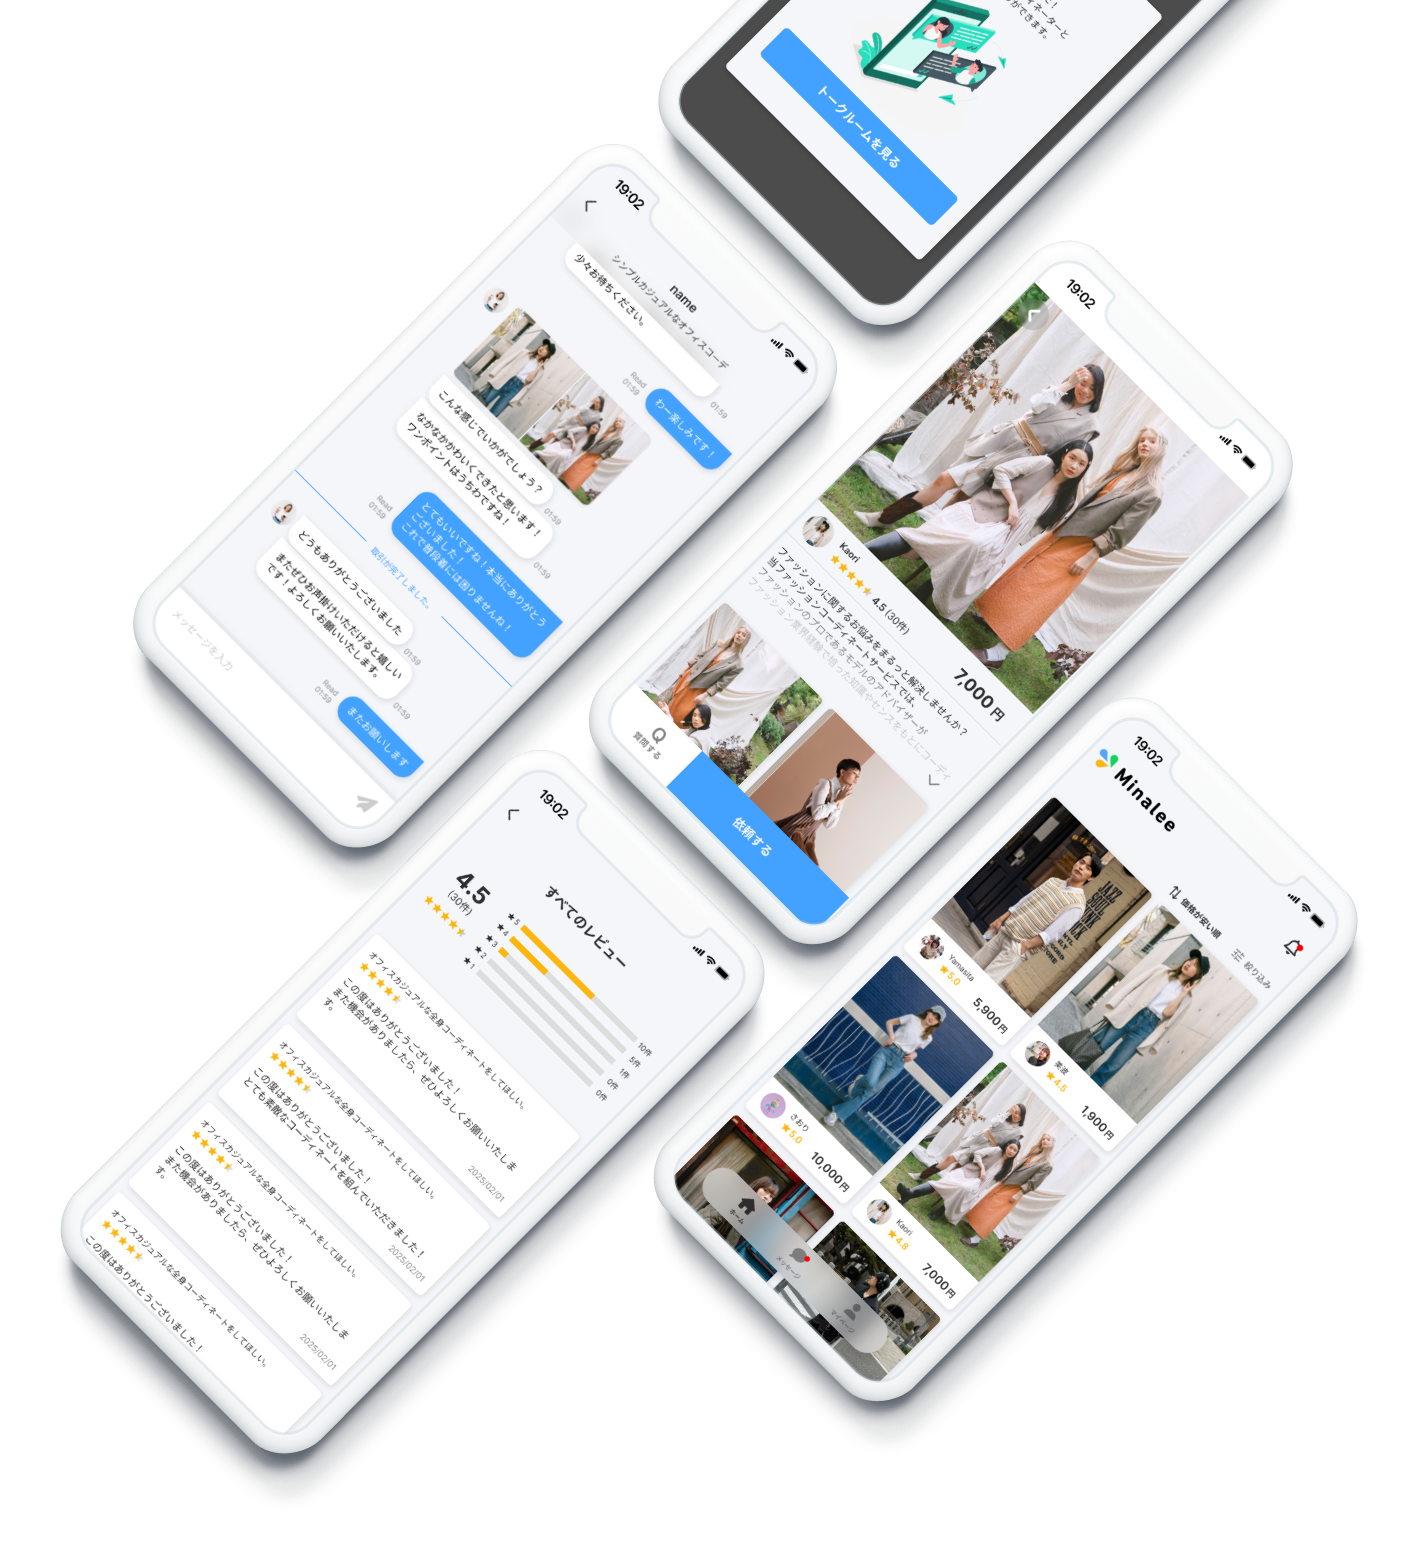 た！
ィネーターと
ができます。
トークルームを見る
19:02
name
シンプルカジュアルなオフィスコーデ
少々お待ちください。
01:59
わー楽しみです！
Read
01:59
こんな感じでいかがでしょう？
01:59
なかなかかわいくできたと思います！
ワンポイントはうちわですね！
01:59
とてもいいですね！本当にありがとう
ございました！
これで普段着には困りませんね！
Read
01:59
取引が完了しました。
どうもありがとうございました
01:59
またぜひお声掛けいただけると嬉しい
です！よろしくお願いいたします。
01:59
またお願いします
Read
01:59
メッセージを入力
19:02
Kaori
4.5 (30件)
7,000円
ファッションに関するお悩みをまるっと解決しませんか？
当ファッションコーディネートサービスでは、
ファッションのプロであるモデルのアドバイザーが
ファッション業界経験で培った知識やセンスをもとにコーディ
Q
質問する
依頼する
19:02
すべてのレビュー
4.5
(30件)
★5
10件
★4
5件
★3
1件
★2
0件
★1
0件
オフィスカジュアルな全身コーディネートをしてほしい。
この度はありがとうございました！
また機会がありましたら、ぜひよろしくお願いいたしま
す。
2025/02/01
オフィスカジュアルな全身コーディネートをしてほしい。
この度はありがとうございました！
とても素敵なコーディネートを組んでいただきました！
2025/02/01
オフィスカジュアルな全身コーディネートをしてほしい。
この度はありがとうございました！
また機会がありましたら、ぜひよろしくお願いいたしま
す。
2025/02/01
オフィスカジュアルな全身コーディネートをしてほしい。
この度はありがとうございました！
19:02
Minalee
価格が安い順
絞り込み
JAZZ
SOUL
FUNK
ROCK
Yamasita
★5.0
5,900円
美波
★4.5
1,900円
さおり
★5.0
10,000円
Kaori
★4.8
7,000円
ホーム
メッセージ
マイページ